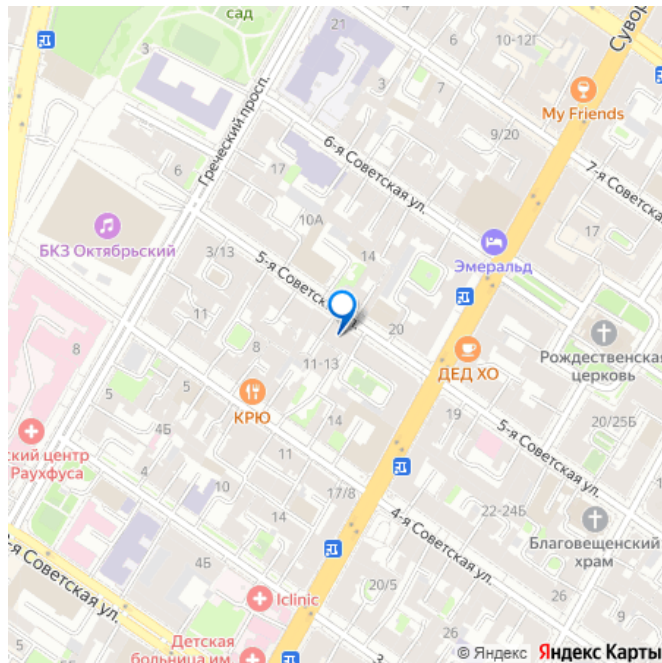 сад
21
6
10-12Г
Суво
3
My Friends
Греческий просп.
3
7
9/20
6-я Советская ул.
7-я Советская
6
17
БКЗ Октябрьский
10А
17
3/13
14
Эмеральд
5-я Советск
11
20
Рождественская
церковь
8
8
11-13
ДЕД ХО
5
5
КРЮ
20/25Б
19
5-я Советская ул.
4Б
14
ский центр
Раухфуса
11
4
17/8
22-24Б
10
4-я Советская ул.
14
Благовещенский
храм
-я Советская ул.
4Б
Iclinic
20/5
6
9
Детская
больница им
© Яндекс Яндекс Карты